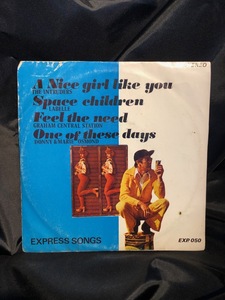 A Nice girl like you
THE INTRUDERS
Space children
LABELLE
Feel the need
GRAHAM CENTRAL STATION
One of these days
DONNY & MARIE OSMOND
EXPRESS SONGS
EXP 050